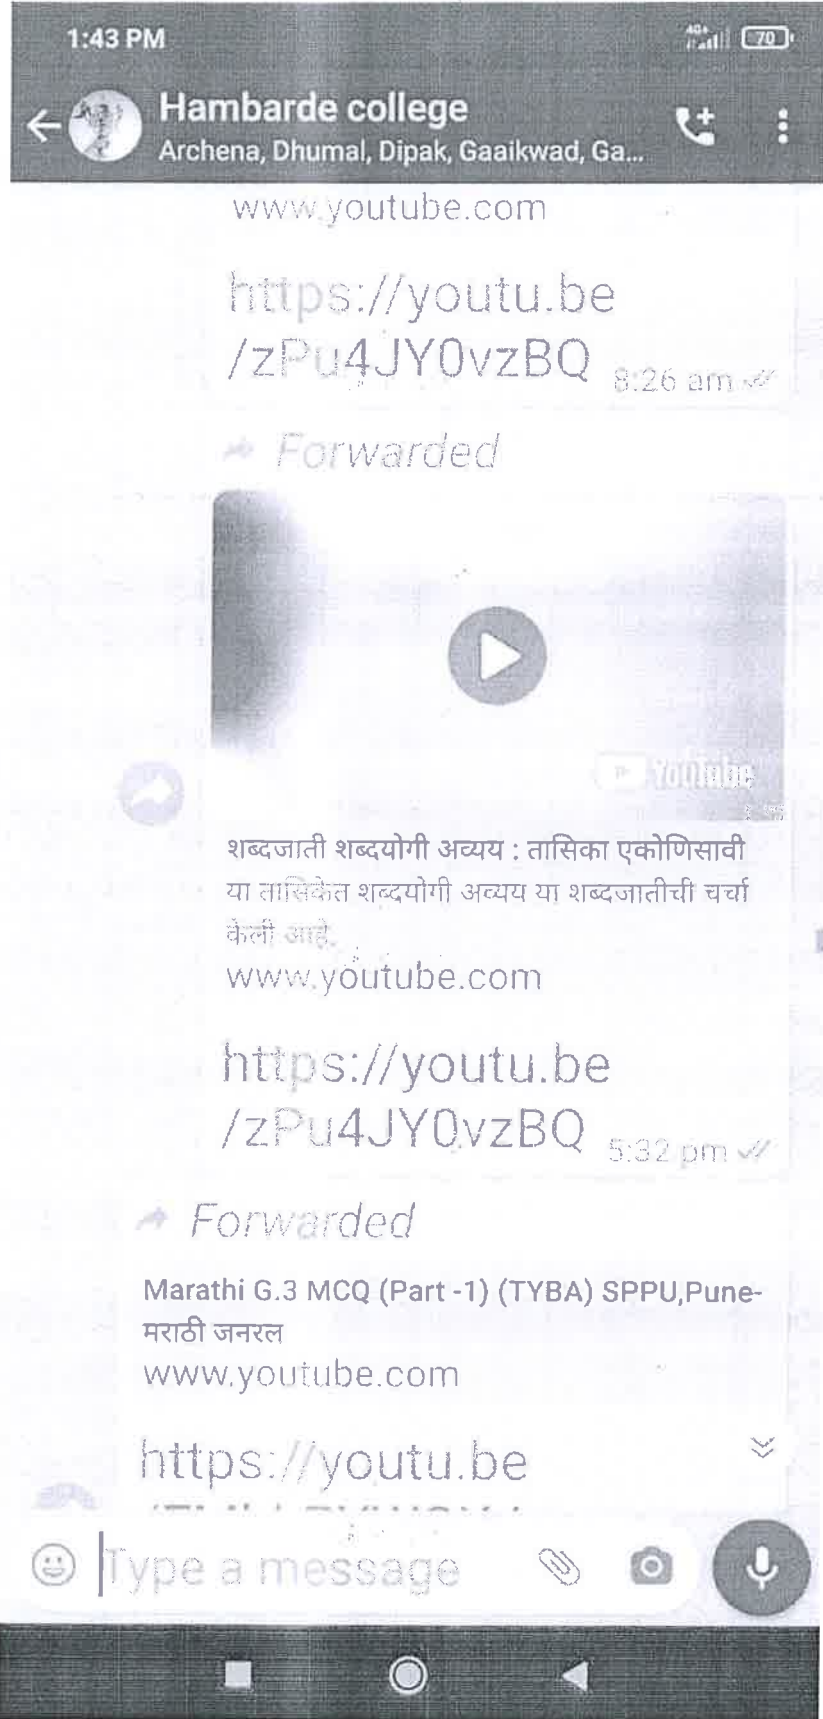 1:43 PM
4G+
70
Hambarde college
Archena, Dhumal, Dipak, Gaaikwad, Ga...
www.youtube.com
https://youtu.be
/zPu4JY0vzBQ
8:26 am
Forwarded
YouTube
शब्दजाती शब्दयोगी अव्यय : तासिका एकोणिसावी
या तासिकेत शब्दयोगी अव्यय या शब्दजातीची चर्चा
केली आहे.
www.youtube.com
https://youtu.be
/zPu4JY0vzBQ
5:32 pm
Forwarded
Marathi G.3 MCQ (Part -1) (TYBA) SPPU,Pune-
मराठी जनरल
www.youtube.com
https://youtu.be
Type a message